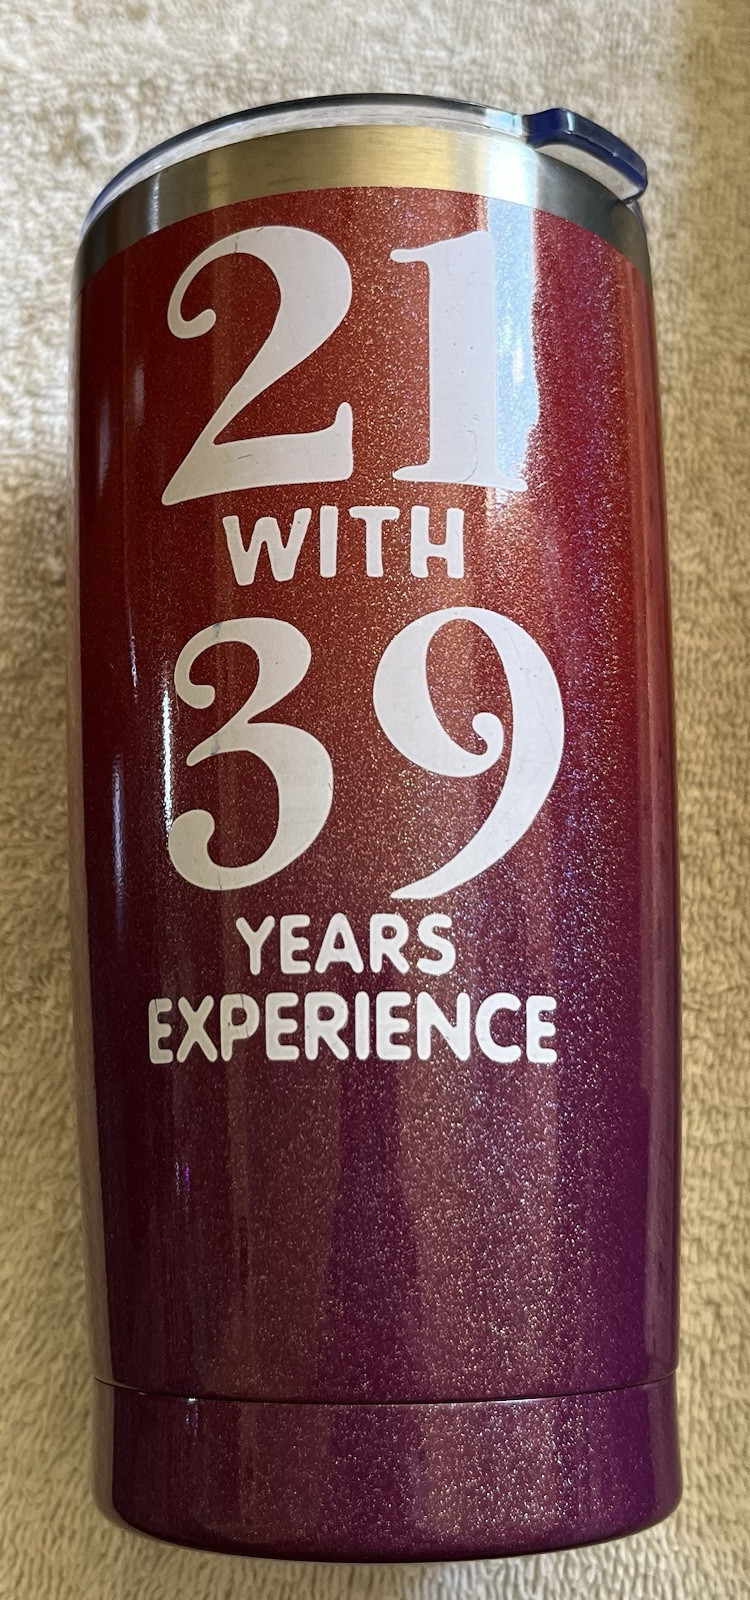 21
WITH
39
YEARS
EXPERIENCE